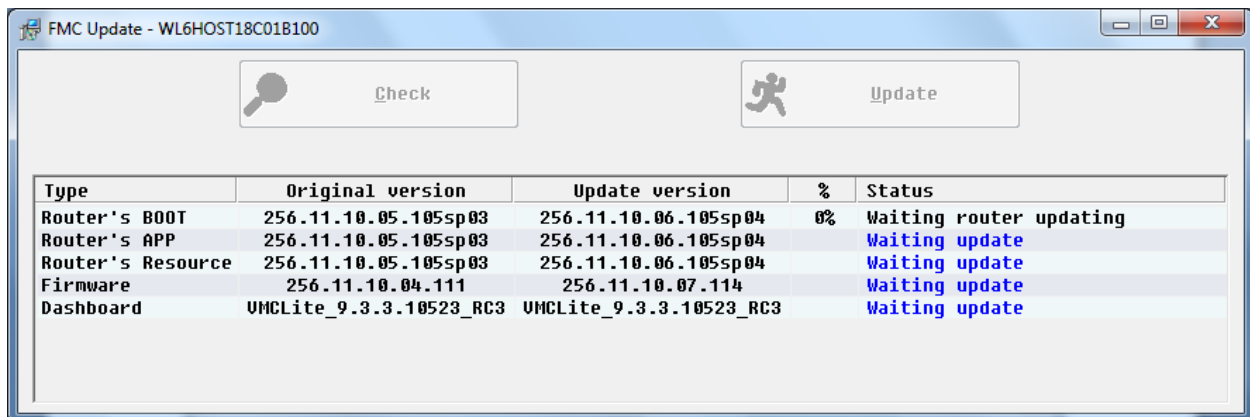 FMC Update - WL6HOST18C01B100
Check Update
Type Original version Update version % Status
Router's BOOT 256.11.10.05.105sp03 256.11.10.06.105sp04 0% Waiting router updating
Router's APP 256.11.10.05.105sp03 256.11.10.06.105sp04 Waiting update
Router's Resource 256.11.10.05.105sp03 256.11.10.06.105sp04 Waiting update
Firmware 256.11.10.04.111 256.11.10.07.114 Waiting update
Dashboard VMCLite_9.3.3.10523_RC3 VMCLite_9.3.3.10523_RC3 Waiting update